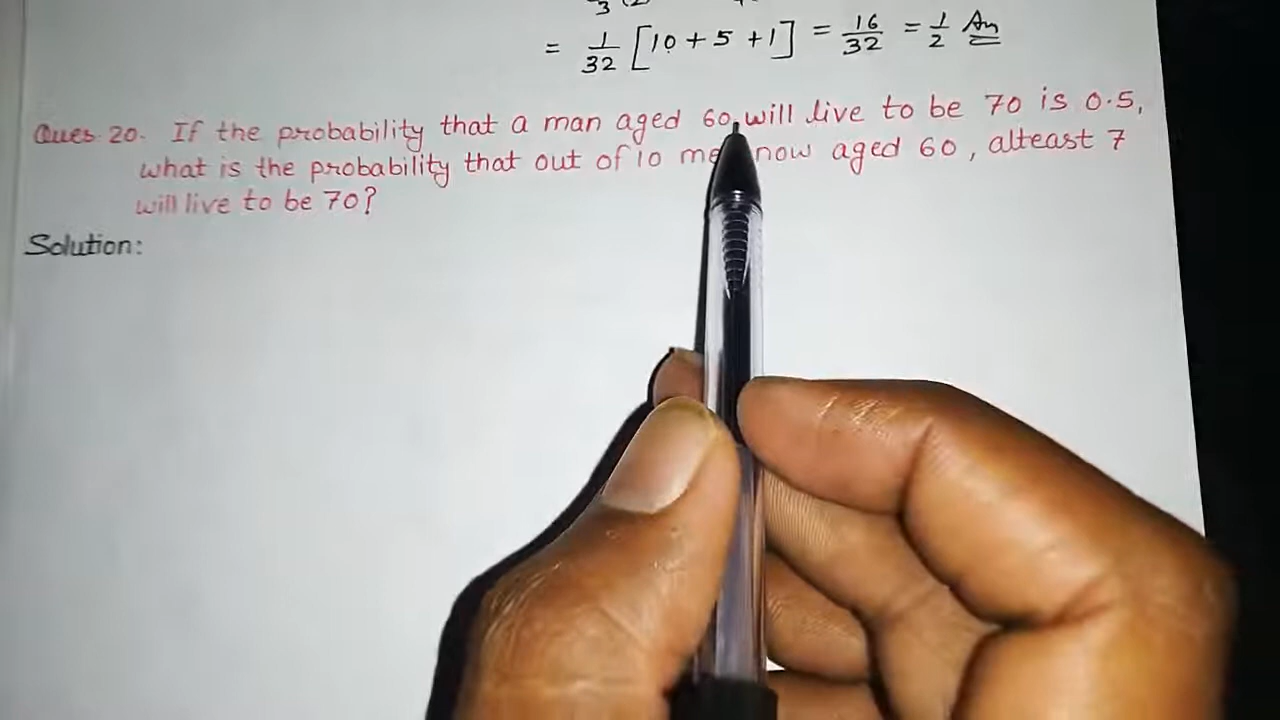 = 1/32 [10 + 5 + 1] = 16/32 = 1/2 An
Ques 20. If the probability that a man aged 60 will live to be 70 is 0.5,
what is the probability that out of 10 now aged 60, alteast 7
will live to be 70?
Solution: